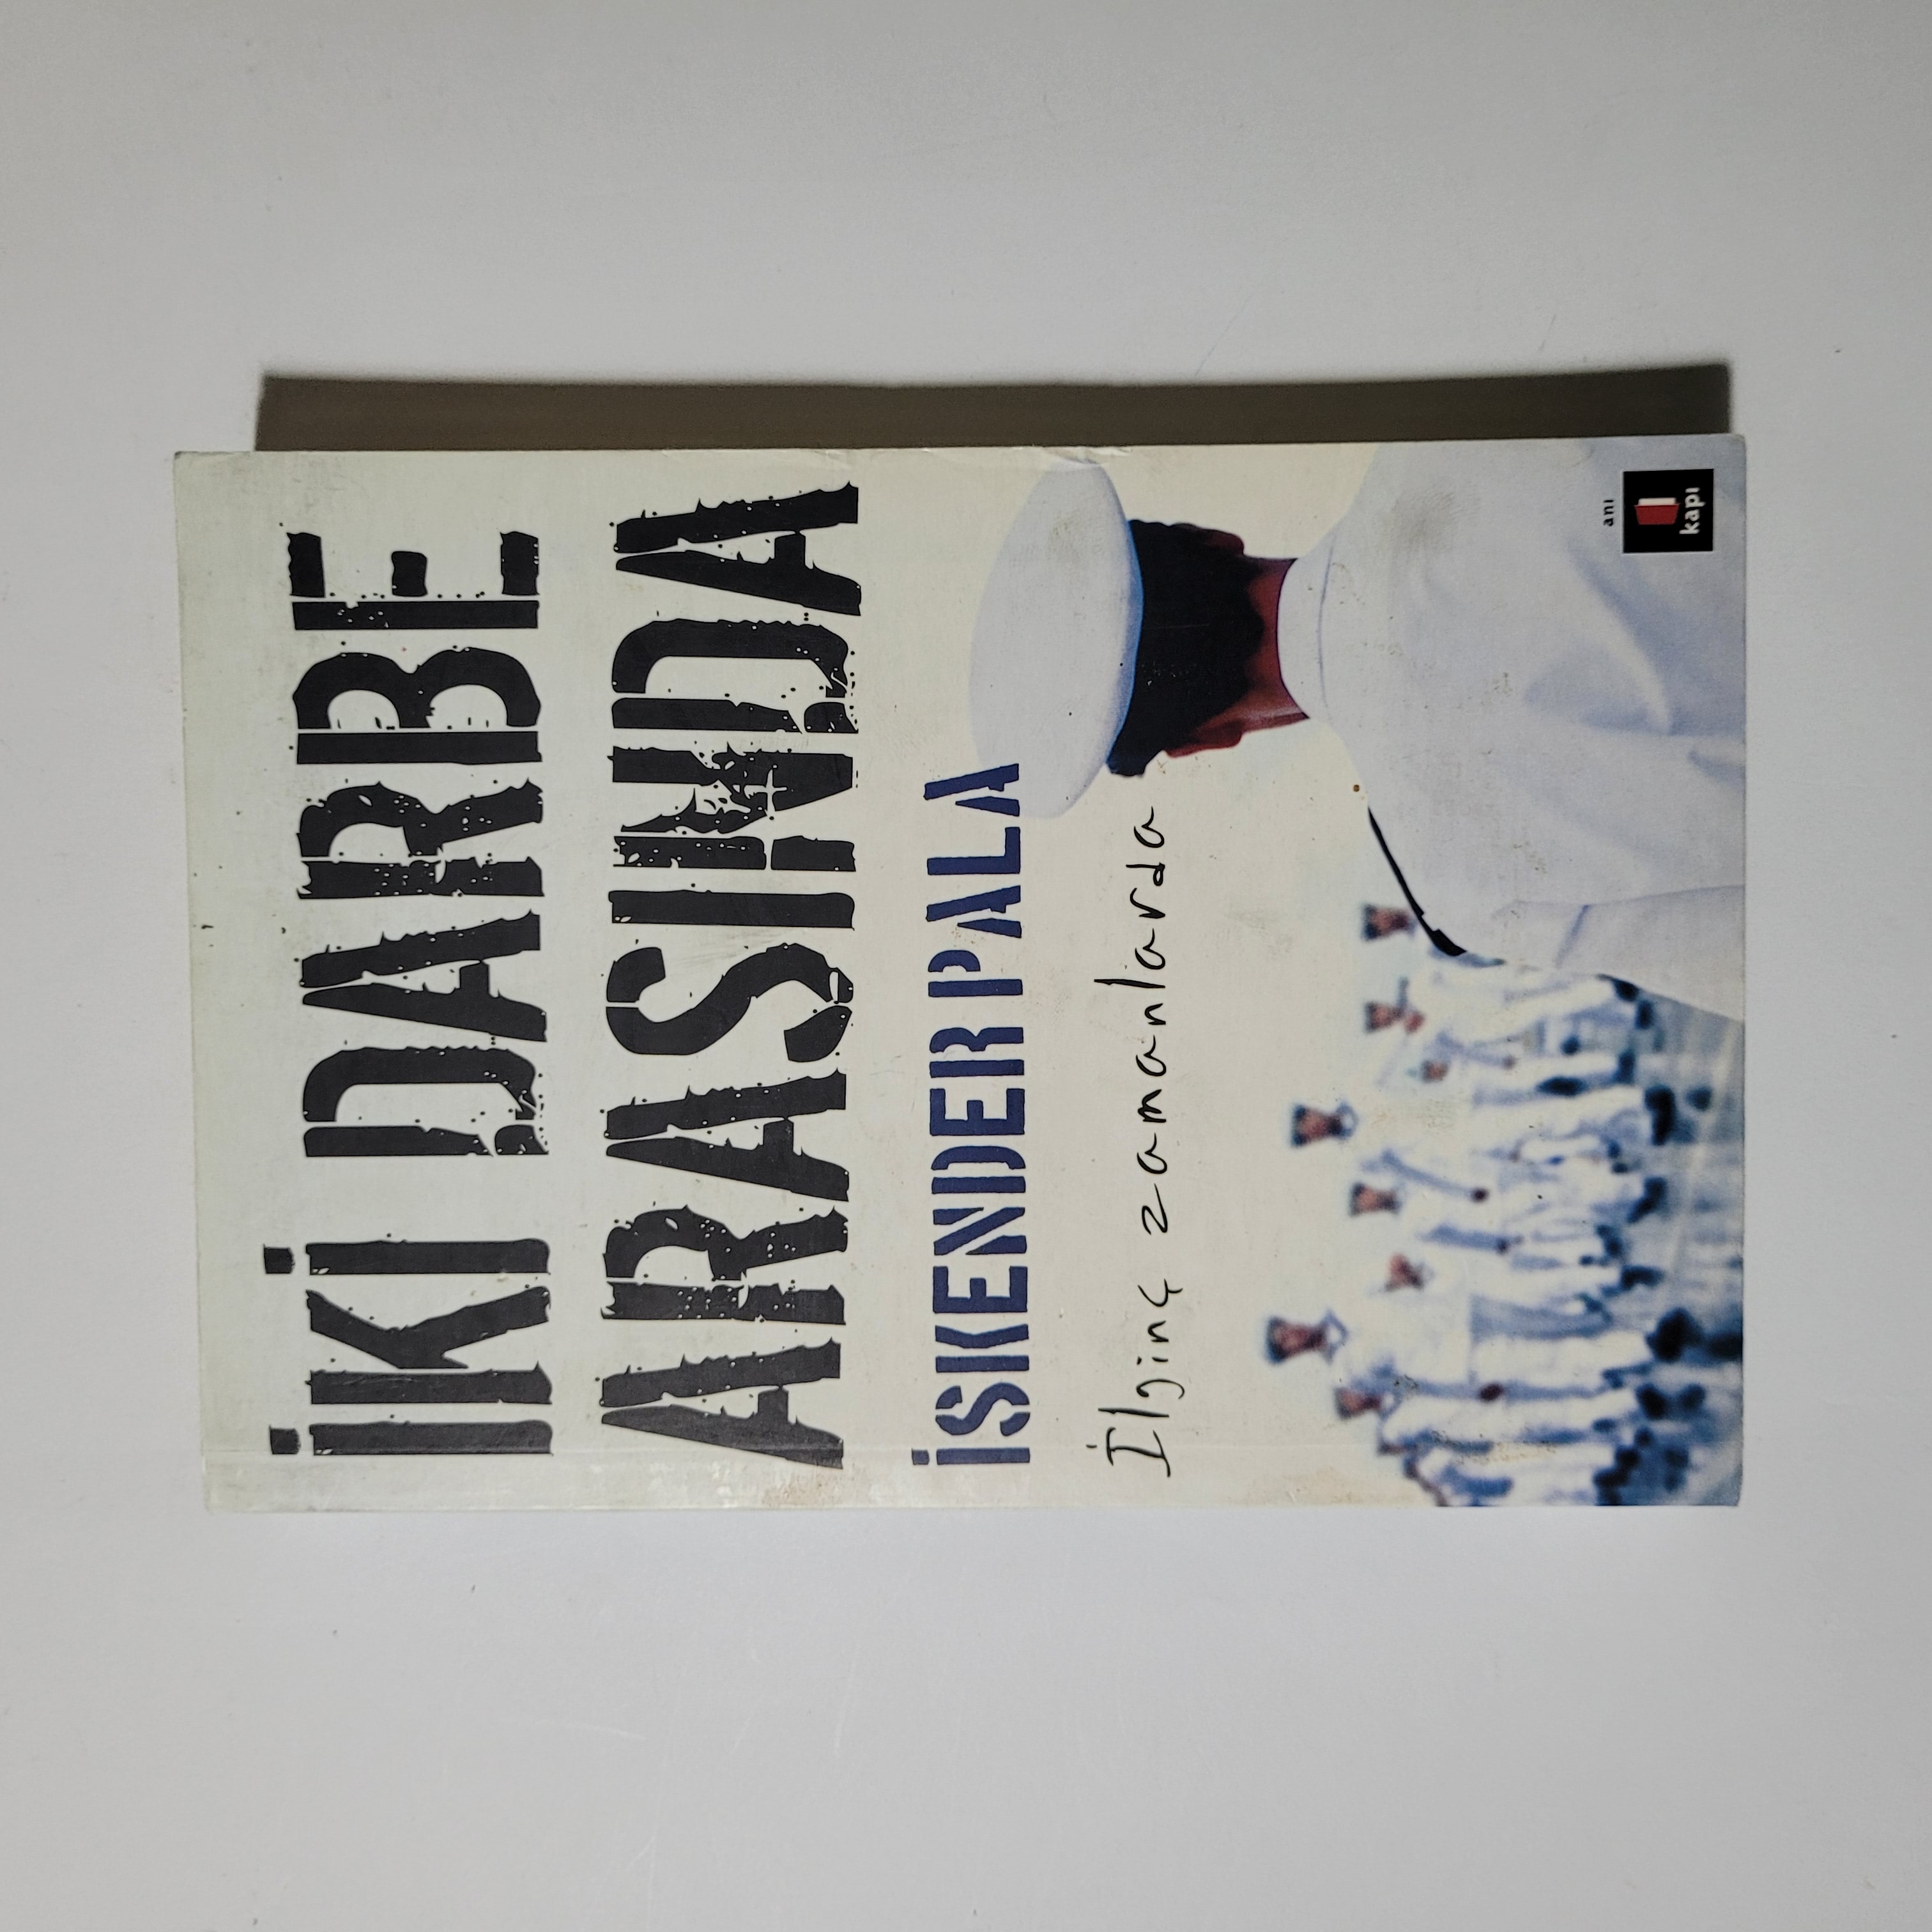 İKİ DARBE
ARASINDA
İSKENDER PALA
İlginç zamanlarda
anı
kapı